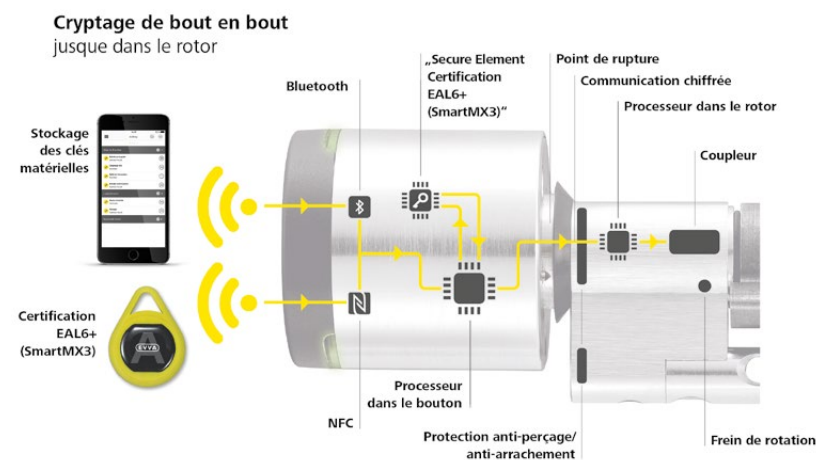 Cryptage de bout en bout
jusque dans le rotor
Bluetooth
„Secure Element
Certification
EAL6+
(SmartMX3)“
Point de rupture
Communication chiffrée
Processeur dans le rotor
Coupleur
Stockage
des clés
matérielles
Certification
EAL6+
(SmartMX3)
EVVA
NFC
Processeur
dans le bouton
Protection anti-perçage/
anti-arrachement
Frein de rotation